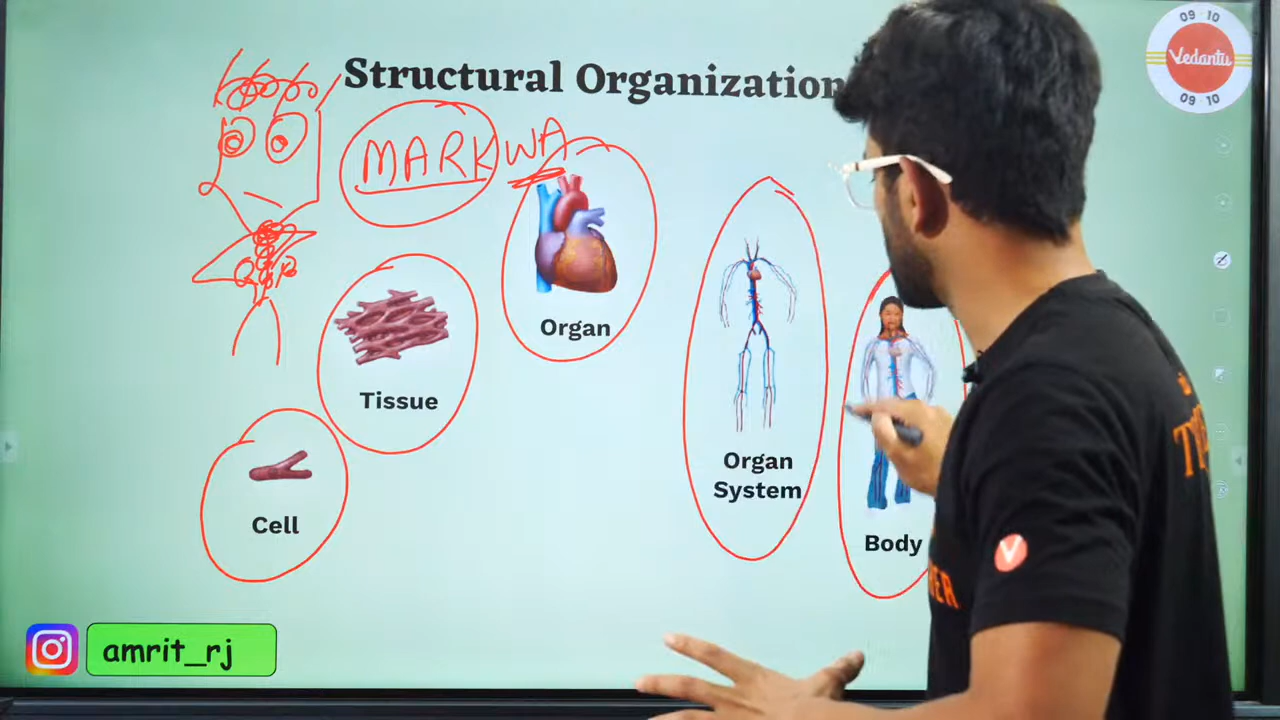 Structural Organization
09 - 10
Vedantu
09 - 10
MARKWA
Organ
Tissue
Organ
System
Cell
Body
V
amrit_rj